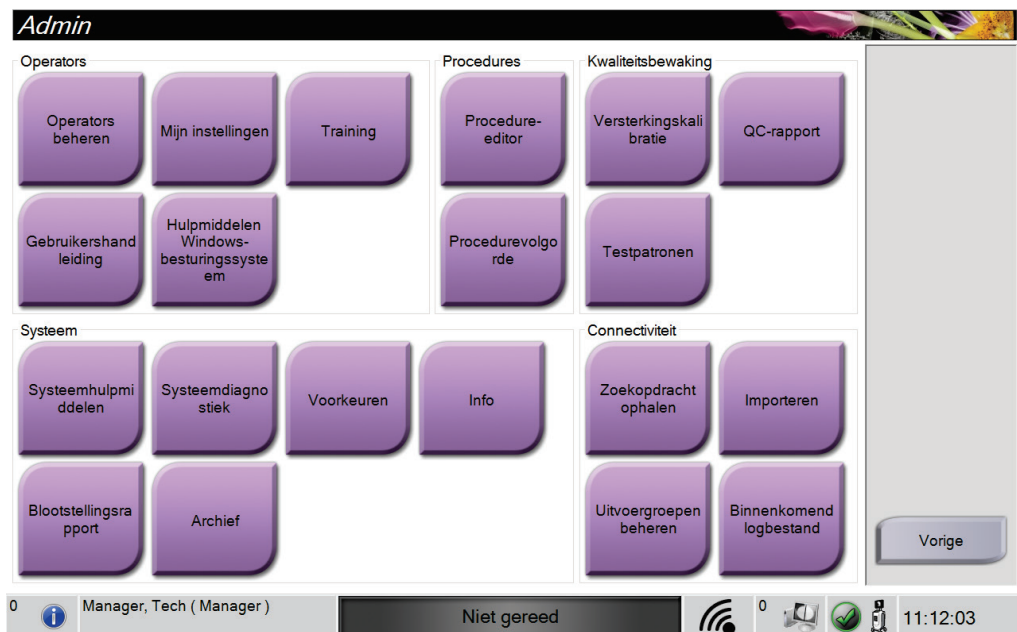 Admin
Operators
Operators
beheren
Mijn instellingen
Training
Gebruikershand
leiding
Hulpmiddelen
Windows-
besturingssyste
em
Procedures
Procedure-
editor
Procedurevolgo
rde
Kwaliteitsbewaking
Versterkingskali
bratie
QC-rapport
Testpatronen
Systeem
Systeemhulpmi
ddelen
Systeemdiagno
stiek
Voorkeuren
Info
Blootstellingsra
pport
Archief
Connectiviteit
Zoekopdracht
ophalen
Importeren
Uitvoergroepen
beheren
Binnenkomend
logbestand
Vorige
0
Manager, Tech ( Manager )
Niet gereed
0
11:12:03